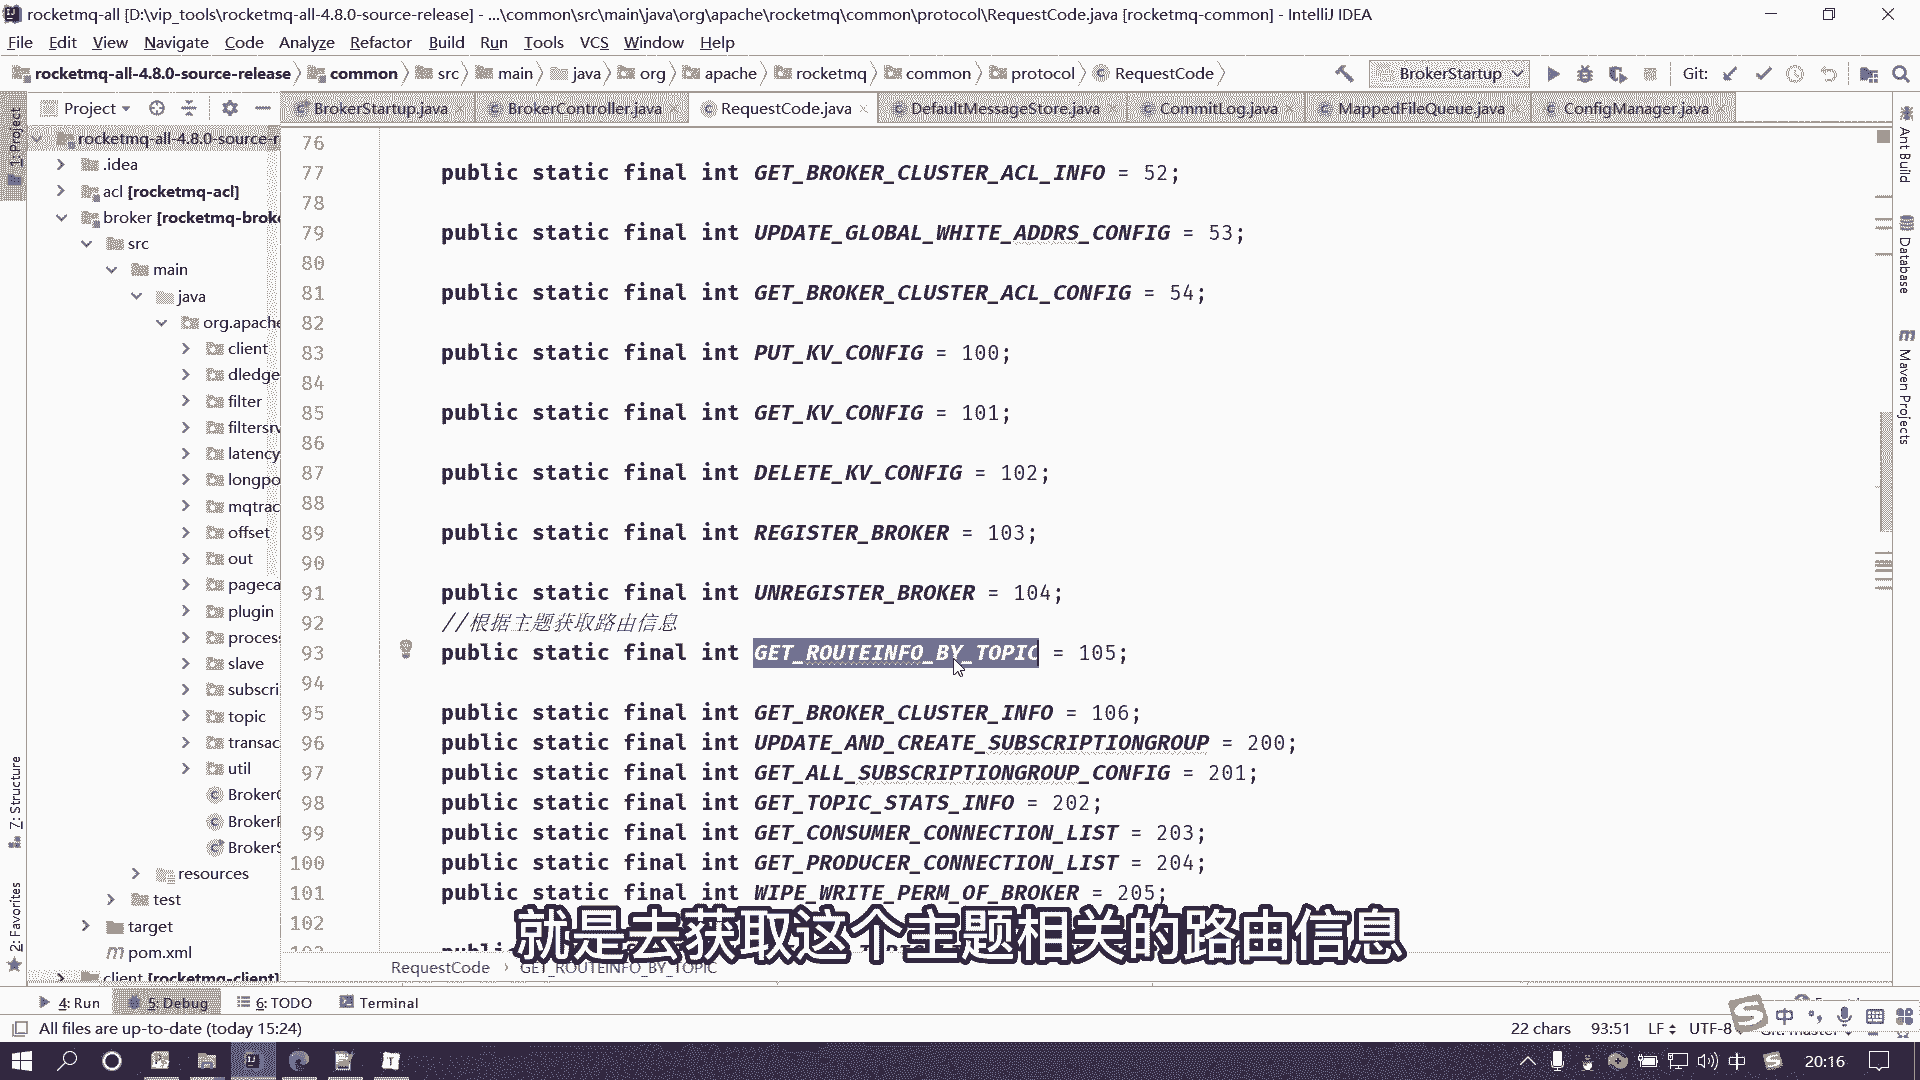 rocketmq-all [D:\vip_tools\rocketmq-all-4.8.0-source-release] - ...\common\src\main\java\org\apache\rocketmq\common\protocol\RequestCode.java [rocketmq-common] - IntelliJ IDEA
File Edit View Navigate Code Analyze Refactor Build Run Tools VCS Window Help
rocketmq-all-4.8.0-source-release common src main java org apache rocketmq common protocol RequestCode BrokerStartup Git:
Project BrokerStartup.java BrokerController.java RequestCode.java DefaultMessageStore.java CommitLog.java MappedFileQueue.java ConfigManager.java
1: Project
7: Structure
2: Favorites
rocketmq-all-4.8.0-source-r
.idea
acl [rocketmq-acl]
broker [rocketmq-broke
src
main
java
org.apache
client
dledge
filter
filtersrv
latency
longpo
mqtrac
offset
out
pageca
plugin
process
slave
subscri
topic
transac
util
Broker
Broker
Broker
resources
test
target
pom.xml
client [rocketmq-client]
76
77 public static final int GET_BROKER_CLUSTER_ACL_INFO = 52;
78
79 public static final int UPDATE_GLOBAL_WHITE_ADDRS_CONFIG = 53;
80
81 public static final int GET_BROKER_CLUSTER_ACL_CONFIG = 54;
82
83 public static final int PUT_KV_CONFIG = 100;
84
85 public static final int GET_KV_CONFIG = 101;
86
87 public static final int DELETE_KV_CONFIG = 102;
88
89 public static final int REGISTER_BROKER = 103;
90
91 public static final int UNREGISTER_BROKER = 104;
92 //根据主题获取路由信息
93 public static final int GET_ROUTEINFO_BY_TOPIC = 105;
94
95 public static final int GET_BROKER_CLUSTER_INFO = 106;
96 public static final int UPDATE_AND_CREATE_SUBSCRIPTIONGROUP = 200;
97 public static final int GET_ALL_SUBSCRIPTIONGROUP_CONFIG = 201;
98 public static final int GET_TOPIC_STATS_INFO = 202;
99 public static final int GET_CONSUMER_CONNECTION_LIST = 203;
100 public static final int GET_PRODUCER_CONNECTION_LIST = 204;
101 public static final int WIPE_WRITE_PERM_OF_BROKER = 205;
102
就是去获取这个主题相关的路由信息
RequestCode GET_ROUTEINFO_BY_TOPIC
Ant Build
Database
Maven Projects
4: Run 5: Debug 6: TODO Terminal
All files are up-to-date (today 15:24) 22 chars 93:51 LF UTF-8
中
中 20:16